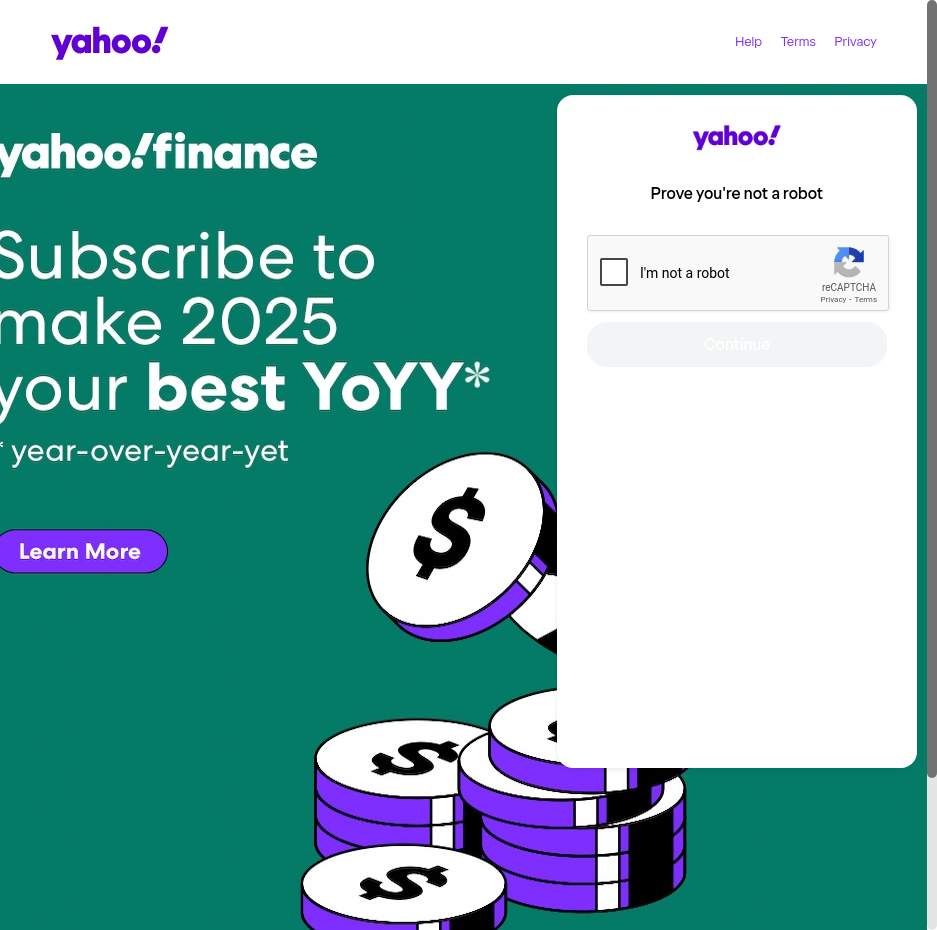 yahoo!
Help Terms Privacy
yahoo!finance
Subscribe to
make 2025
your best YoYY*
* year-over-year-yet
Learn More
$
$
$
yahoo!
Prove you're not a robot
I'm not a robot
reCAPTCHA
Privacy - Terms
Continue